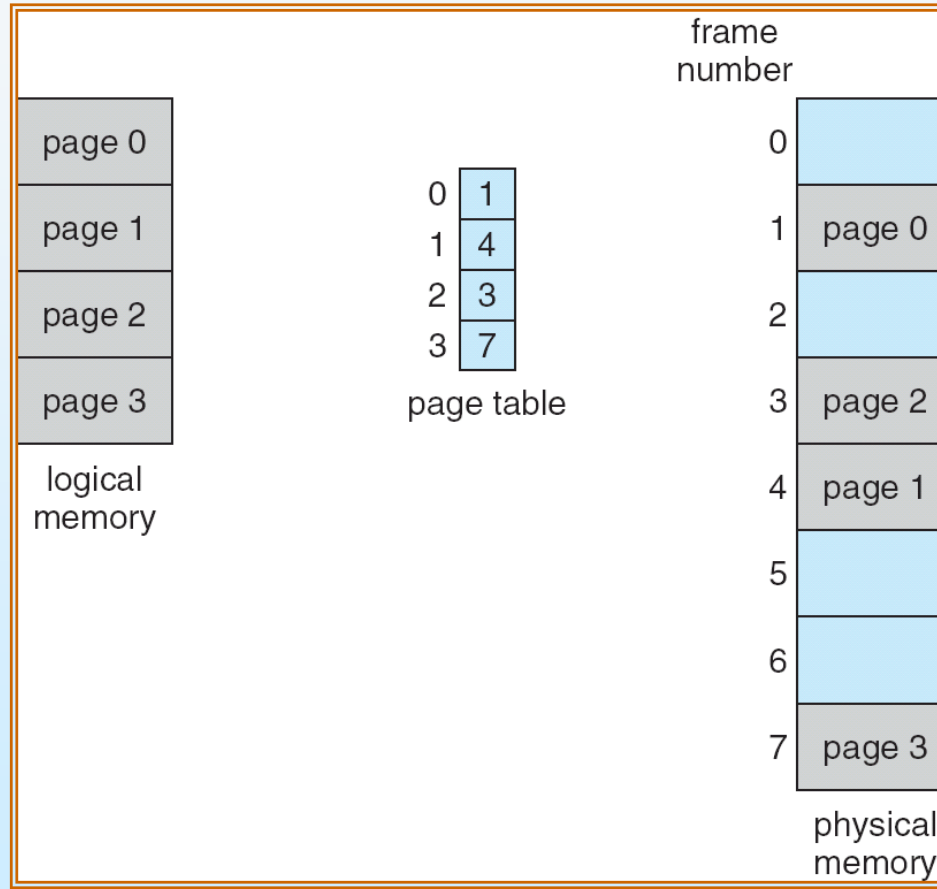 page 0
page 1
page 2
page 3
logical
memory
0 1
1 4
2 3
3 7
page table
frame
number
0
1 page 0
2
3 page 2
4 page 1
5
6
7 page 3
physical
memory